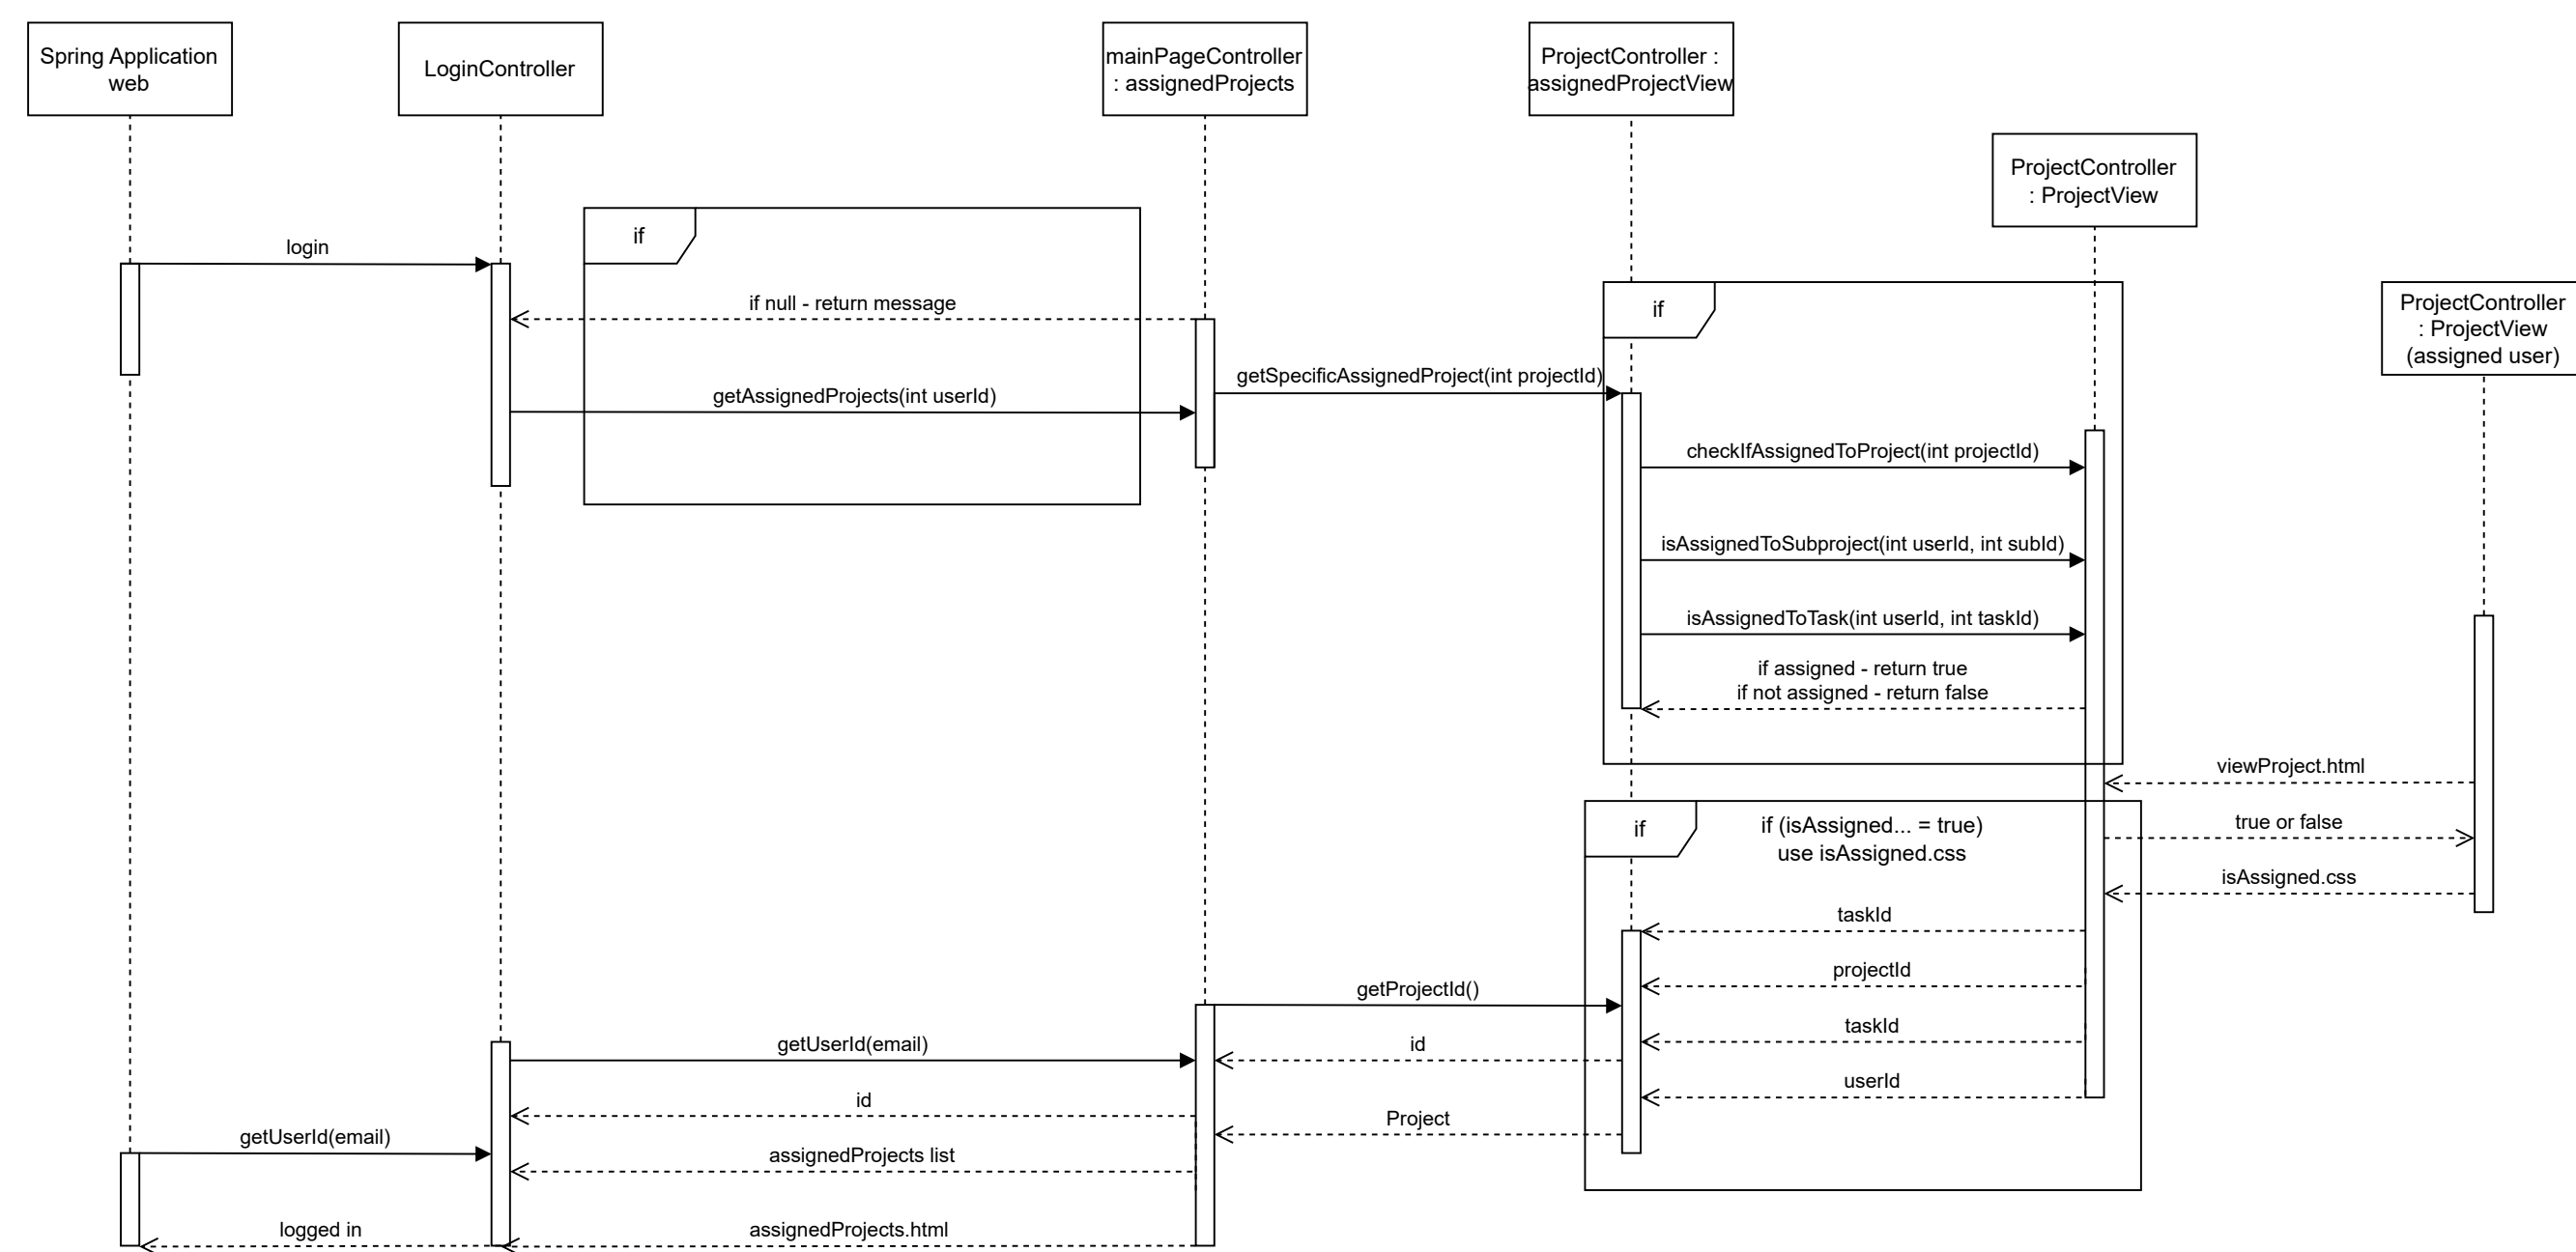 Spring Application
web
LoginController
mainPageController
: assignedProjects
ProjectController :
assignedProjectView
ProjectController
: ProjectView
ProjectController
: ProjectView
(assigned user)
if
login
if null - return message
getAssignedProjects(int userId)
if
getSpecificAssignedProject(int projectId)
checkIfAssignedToProject(int projectId)
isAssignedToSubproject(int userId, int subId)
isAssignedToTask(int userId, int taskId)
if assigned - return true
if not assigned - return false
viewProject.html
if
if (isAssigned... = true)
use isAssigned.css
true or false
isAssigned.css
taskId
projectId
getProjectId()
taskId
getUserId(email)
id
userId
id
Project
getUserId(email)
assignedProjects list
logged in
assignedProjects.html